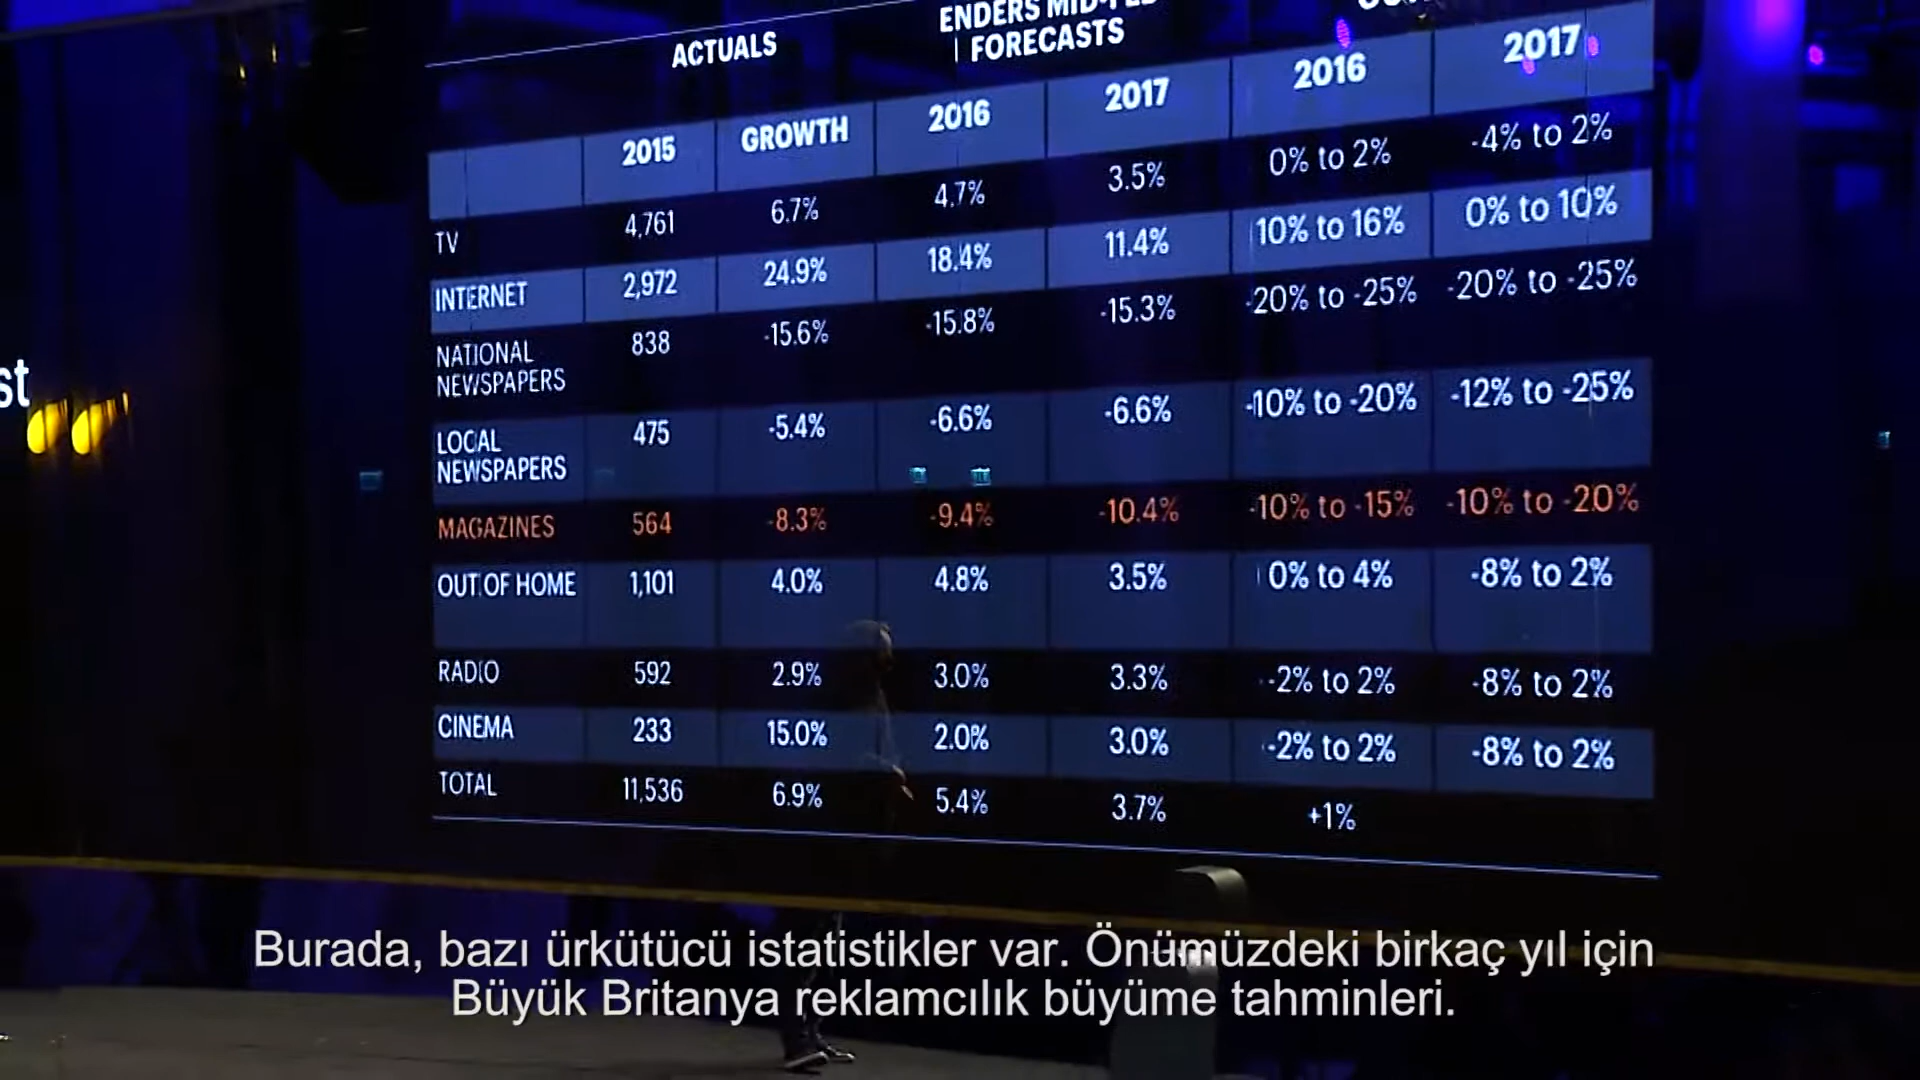 st
ACTUALS
ENDERS
FORECASTS
2015 GROWTH 2016 2017 2016 2017
TV 4,761 6.7% 4.7% 3.5% 0% to 2% -4% to 2%
INTERNET 2,972 24.9% 18.4% 11.4% 10% to 16% 0% to 10%
NATIONAL
NEWSPAPERS 838 -15.6% -15.8% -15.3% -20% to -25% -20% to -25%
LOCAL
NEWSPAPERS 475 -5.4% -6.6% -6.6% -10% to -20% -12% to -25%
MAGAZINES 564 -8.3% -9.4% -10.4% -10% to -15% -10% to -20%
OUT OF HOME 1,101 4.0% 4.8% 3.5% 0% to 4% -8% to 2%
RADIO 592 2.9% 3.0% 3.3% -2% to 2% -8% to 2%
CINEMA 233 15.0% 2.0% 3.0% -2% to 2% -8% to 2%
TOTAL 11,536 6.9% 5.4% 3.7% +1%
Burada, bazı ürkütücü istatistikler var. Önümüzdeki birkaç yıl için
Büyük Britanya reklamcılık büyüme tahminleri.